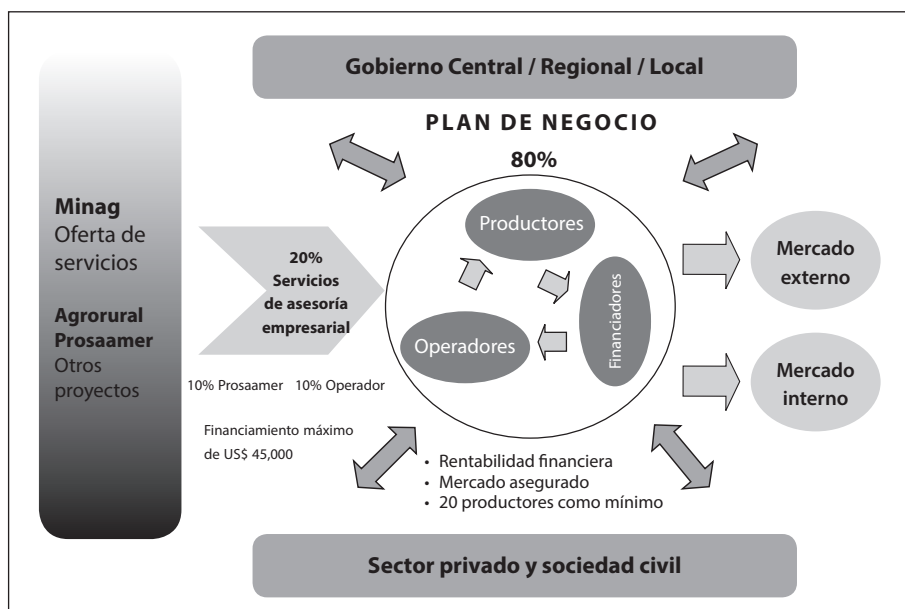 Gobierno Central / Regional / Local
PLAN DE NEGOCIO
80%
Minag
Oferta de
servicios
Agrorural
Prosaamer
Otros
proyectos
20%
Servicios
de asesoría
empresarial
10% Prosaamer 10% Operador
Financiamiento máximo
de US$ 45,000
Productores
Financiadores
Operadores
Mercado
externo
Mercado
interno
• Rentabilidad financiera
• Mercado asegurado
• 20 productores como mínimo
Sector privado y sociedad civil